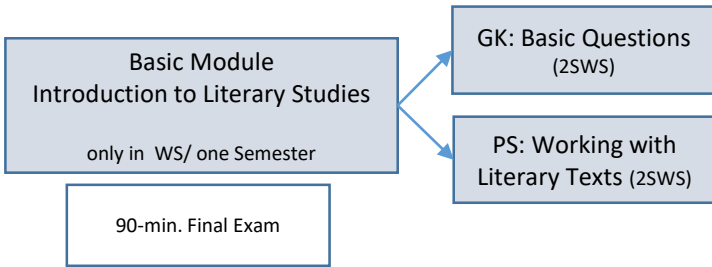 Basic Module
Introduction to Literary Studies
only in WS/ one Semester
90-min. Final Exam
GK: Basic Questions
(2SWS)
PS: Working with
Literary Texts (2SWS)